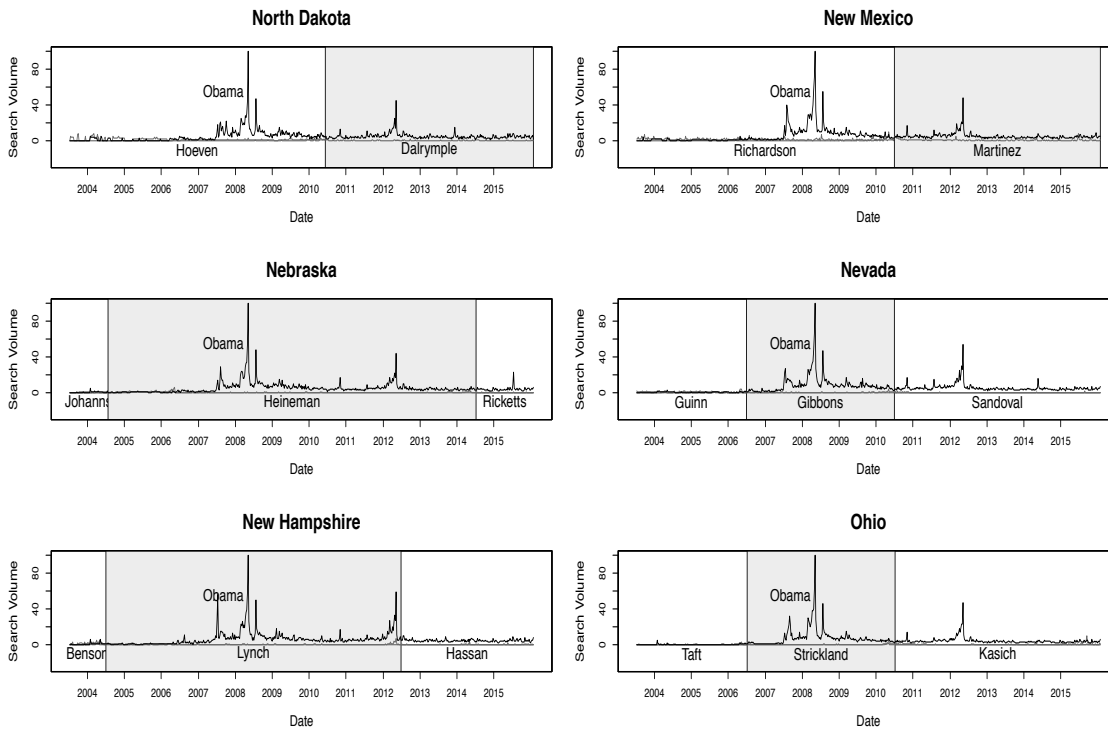 North Dakota
Search Volume
0 40 80
Obama
Hoeven
Dalrymple
2004 2005 2006 2007 2008 2009 2010 2011 2012 2013 2014 2015
Date
New Mexico
Search Volume
0 40 80
Obama
Richardson
Martinez
2004 2005 2006 2007 2008 2009 2010 2011 2012 2013 2014 2015
Date
Nebraska
Search Volume
0 40 80
Obama
Johanns
Heineman
Ricketts
2004 2005 2006 2007 2008 2009 2010 2011 2012 2013 2014 2015
Date
Nevada
Search Volume
0 40 80
Obama
Guinn
Gibbons
Sandoval
2004 2005 2006 2007 2008 2009 2010 2011 2012 2013 2014 2015
Date
New Hampshire
Search Volume
0 40 80
Obama
Benson
Lynch
Hassan
2004 2005 2006 2007 2008 2009 2010 2011 2012 2013 2014 2015
Date
Ohio
Search Volume
0 40 80
Obama
Taft
Strickland
Kasich
2004 2005 2006 2007 2008 2009 2010 2011 2012 2013 2014 2015
Date